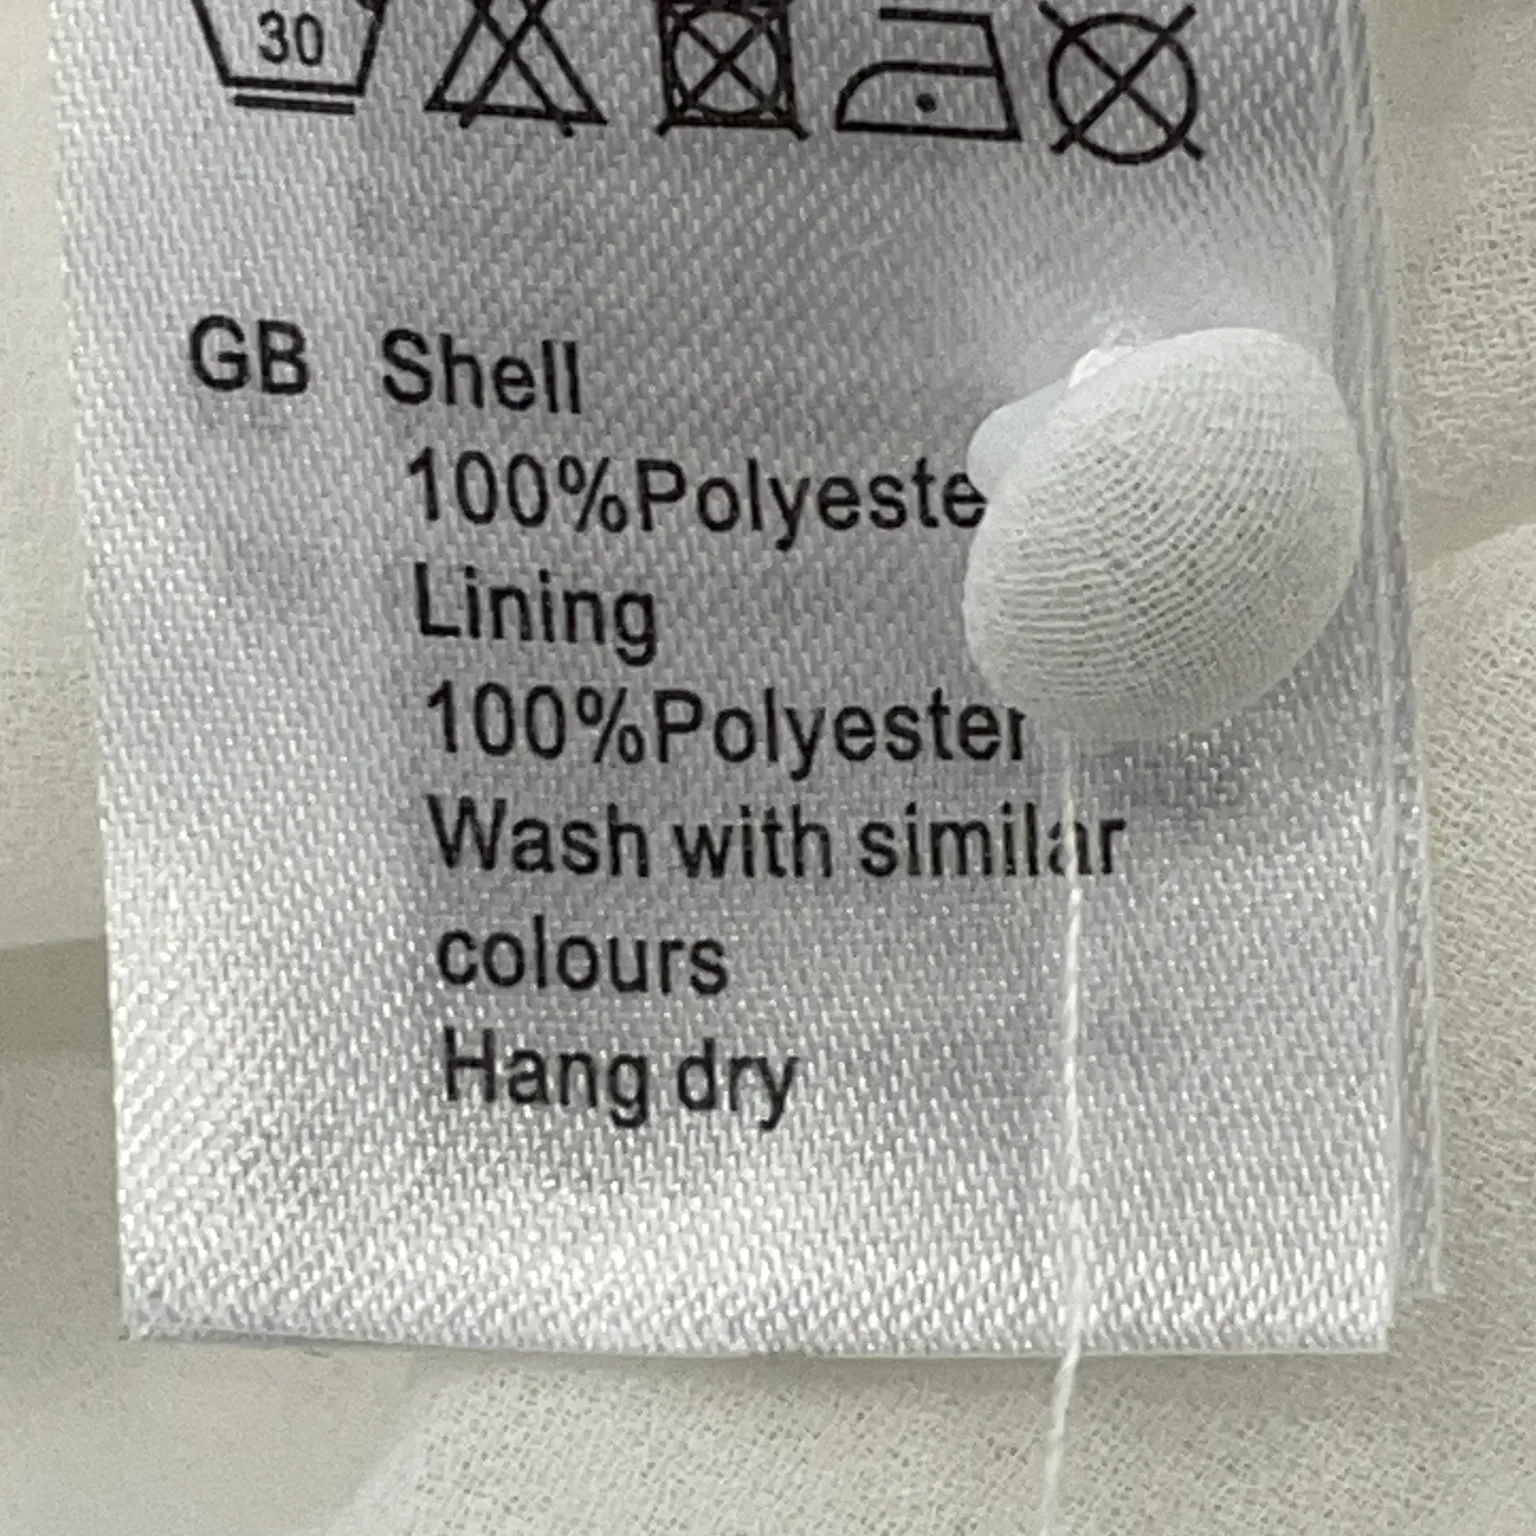 30
GB Shell
100%Polyeste
Lining
100%Polyester
Wash with similar
colours
Hang dry